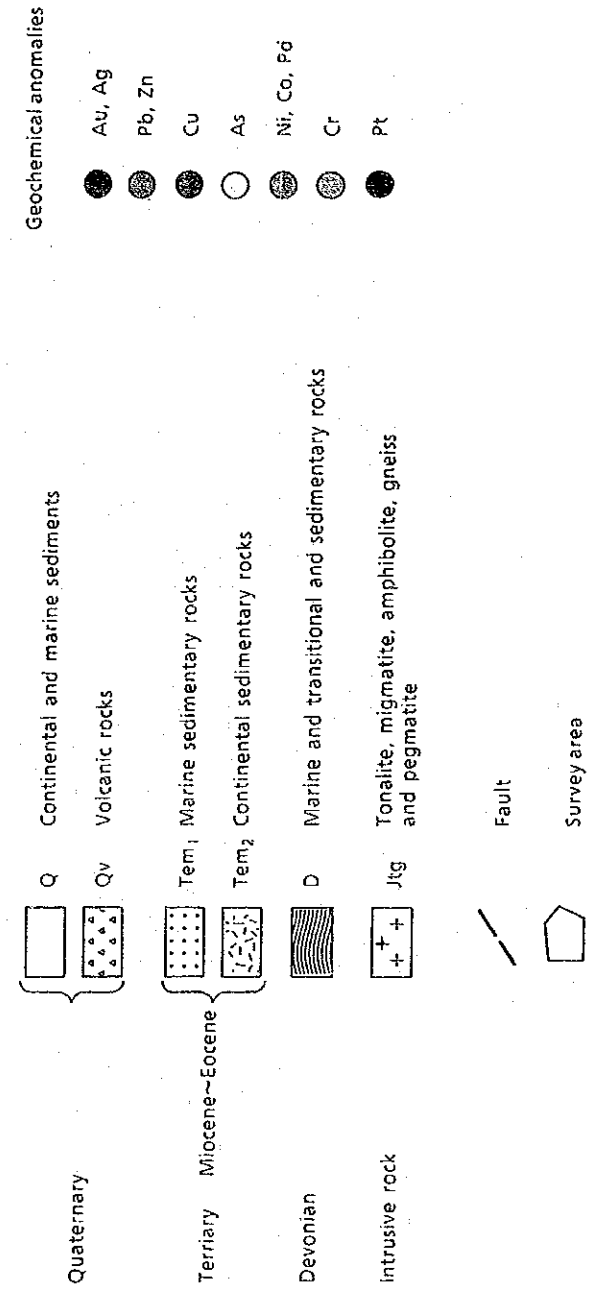 Geochemical anomalies
Quaternary
Q Continental and marine sediments
Qv Volcanic rocks
Terriary Miocene~Eocene
Tem₁ Marine sedimentary rocks
Tem₂ Continental sedimentary rocks
Devonian
D Marine and transitional and sedimentary rocks
Intrusive rock
Jtg Tonalite, migmatite, amphibolite, gneiss
and pegmatite
Fault
Survey area
Au, Ag
Pb, Zn
Cu
As
Ni, Co, Pd
Cr
Pt